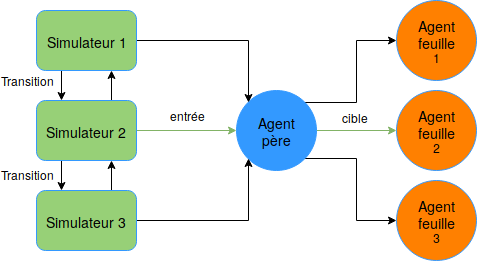 Simulateur 1
Transition
Simulateur 2
Transition
Simulateur 3
entrée
Agent
père
cible
Agent
feuille
1
Agent
feuille
2
Agent
feuille
3